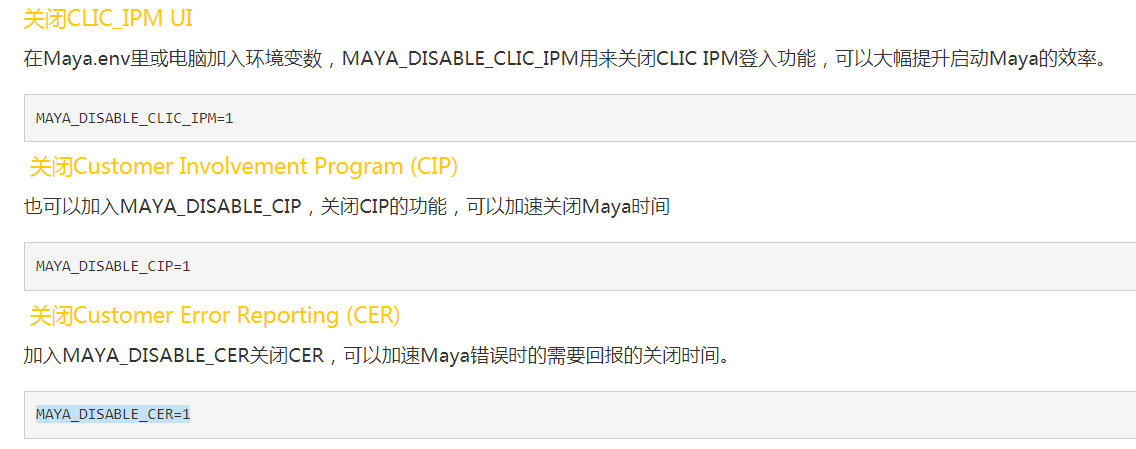 关闭CLIC_IPM UI
在Maya.env里或电脑加入环境变数，MAYA_DISABLE_CLIC_IPM用来关闭CLIC IPM登入功能，可以大幅提升启动Maya的效率。
MAYA_DISABLE_CLIC_IPM=1
关闭Customer Involvement Program (CIP)
也可以加入MAYA_DISABLE_CIP，关闭CIP的功能，可以加速关闭Maya时间
MAYA_DISABLE_CIP=1
关闭Customer Error Reporting (CER)
加入MAYA_DISABLE_CER关闭CER，可以加速Maya错误时的需要回报的关闭时间。
MAYA_DISABLE_CER=1